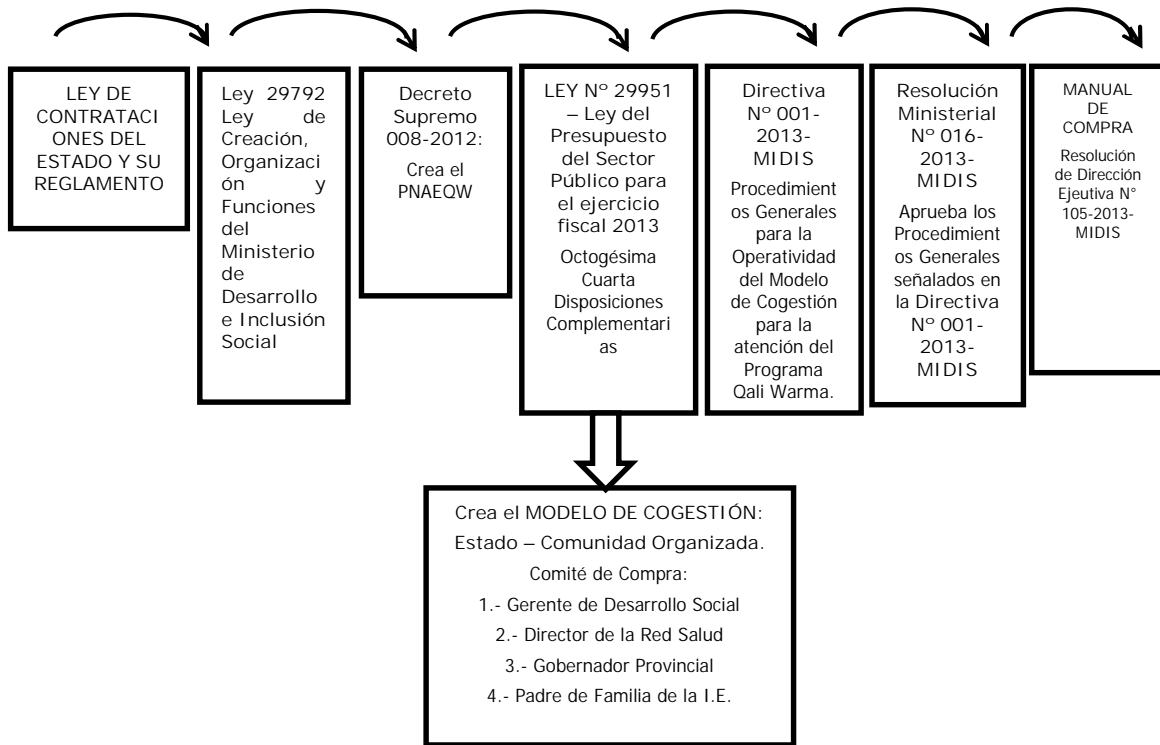 LEY DE
CONTRATACI
ONES DEL
ESTADO Y SU
REGLAMENTO
Ley 29792
Ley de
Creación,
Organizaci
ón y
Funciones
del
Ministerio
de
Desarrollo
e Inclusión
Social
Decreto
Supremo
008-2012:
Crea el
PNAEQW
LEY Nº 29951
– Ley del
Presupuesto
del Sector
Público para
el ejercicio
fiscal 2013
Octogésima
Cuarta
Disposiciones
Complementari
as
Directiva
Nº 001-
2013-
MIDIS
Procedimient
os Generales
para la
Operatividad
del Modelo
de Cogestión
para la
atención del
Programa
Qali Warma.
Resolución
Ministerial
Nº 016-
2013-
MIDIS
Aprueba los
Procedimient
os Generales
señalados en
la Directiva
Nº 001-
2013-
MIDIS
MANUAL
DE
COMPRA
Resolución
de Dirección
Ejeutiva N°
105-2013-
MIDIS
Crea el MODELO DE COGESTIÓN:
Estado – Comunidad Organizada.
Comité de Compra:
1.- Gerente de Desarrollo Social
2.- Director de la Red Salud
3.- Gobernador Provincial
4.- Padre de Familia de la I.E.